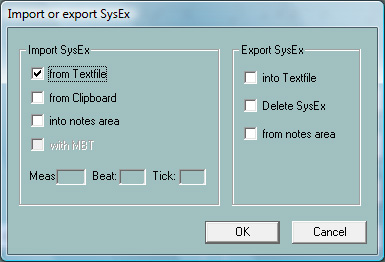 Import or export SysEx
Import SysEx
from Textfile
from Clipboard
into notes area
with MBT
Meas: Beat: Tick:
Export SysEx
into Textfile
Delete SysEx
from notes area
OK Cancel